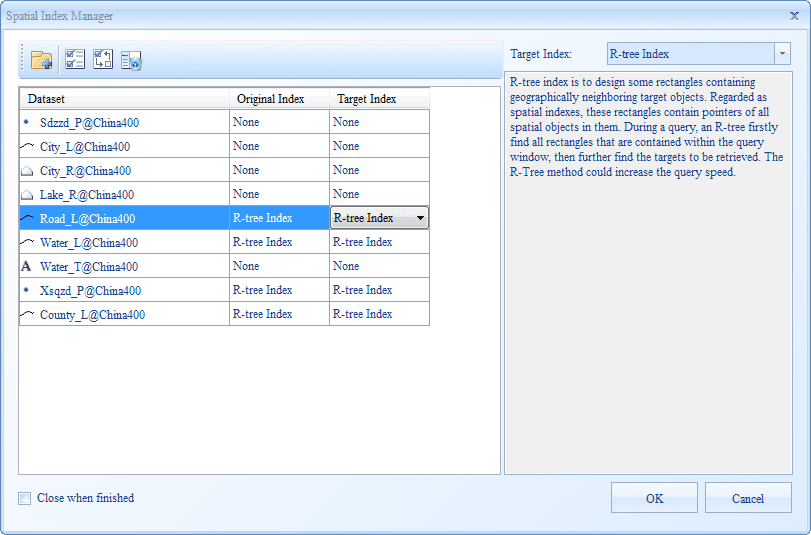 Spatial Index Manager
Target Index: R-tree Index
Dataset Original Index Target Index
Sdzzd_P@China400 None None
City_L@China400 None None
City_R@China400 None None
Lake_R@China400 None None
Road_L@China400 R-tree Index R-tree Index
Water_L@China400 R-tree Index R-tree Index
A Water_T@China400 None None
Xsqzd_P@China400 R-tree Index R-tree Index
County_L@China400 R-tree Index R-tree Index
R-tree index is to design some rectangles containing
geographically neighboring target objects. Regarded as
spatial indexes, these rectangles contain pointers of all
spatial objects in them. During a query, an R-tree firstly
find all rectangles that are contained within the query
window, then further find the targets to be retrieved. The
R-Tree method could increase the query speed.
Close when finished
OK
Cancel